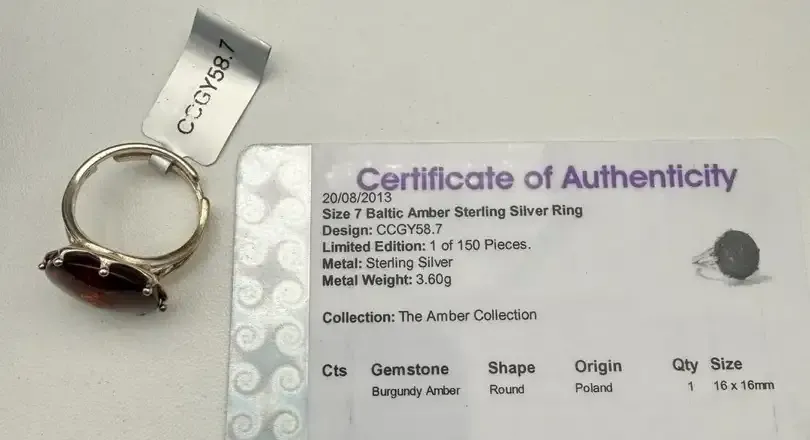 CCGY58.7
Certificate of Authenticity
20/08/2013
Size 7 Baltic Amber Sterling Silver Ring
Design: CCGY58.7
Limited Edition: 1 of 150 Pieces.
Metal: Sterling Silver
Metal Weight: 3.60g
Collection: The Amber Collection
Cts Gemstone Shape Origin Qty Size
Burgundy Amber Round Poland 1 16 x 16mm